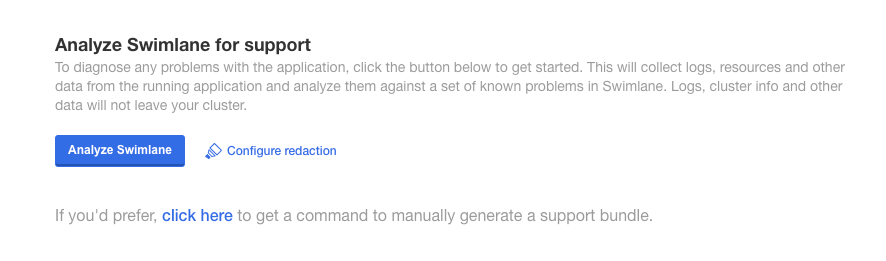 Analyze Swimlane for support
To diagnose any problems with the application, click the button below to get started. This will collect logs, resources and other
data from the running application and analyze them against a set of known problems in Swimlane. Logs, cluster info and other
data will not leave your cluster.
Analyze Swimlane
Configure redaction
If you'd prefer, click here to get a command to manually generate a support bundle.